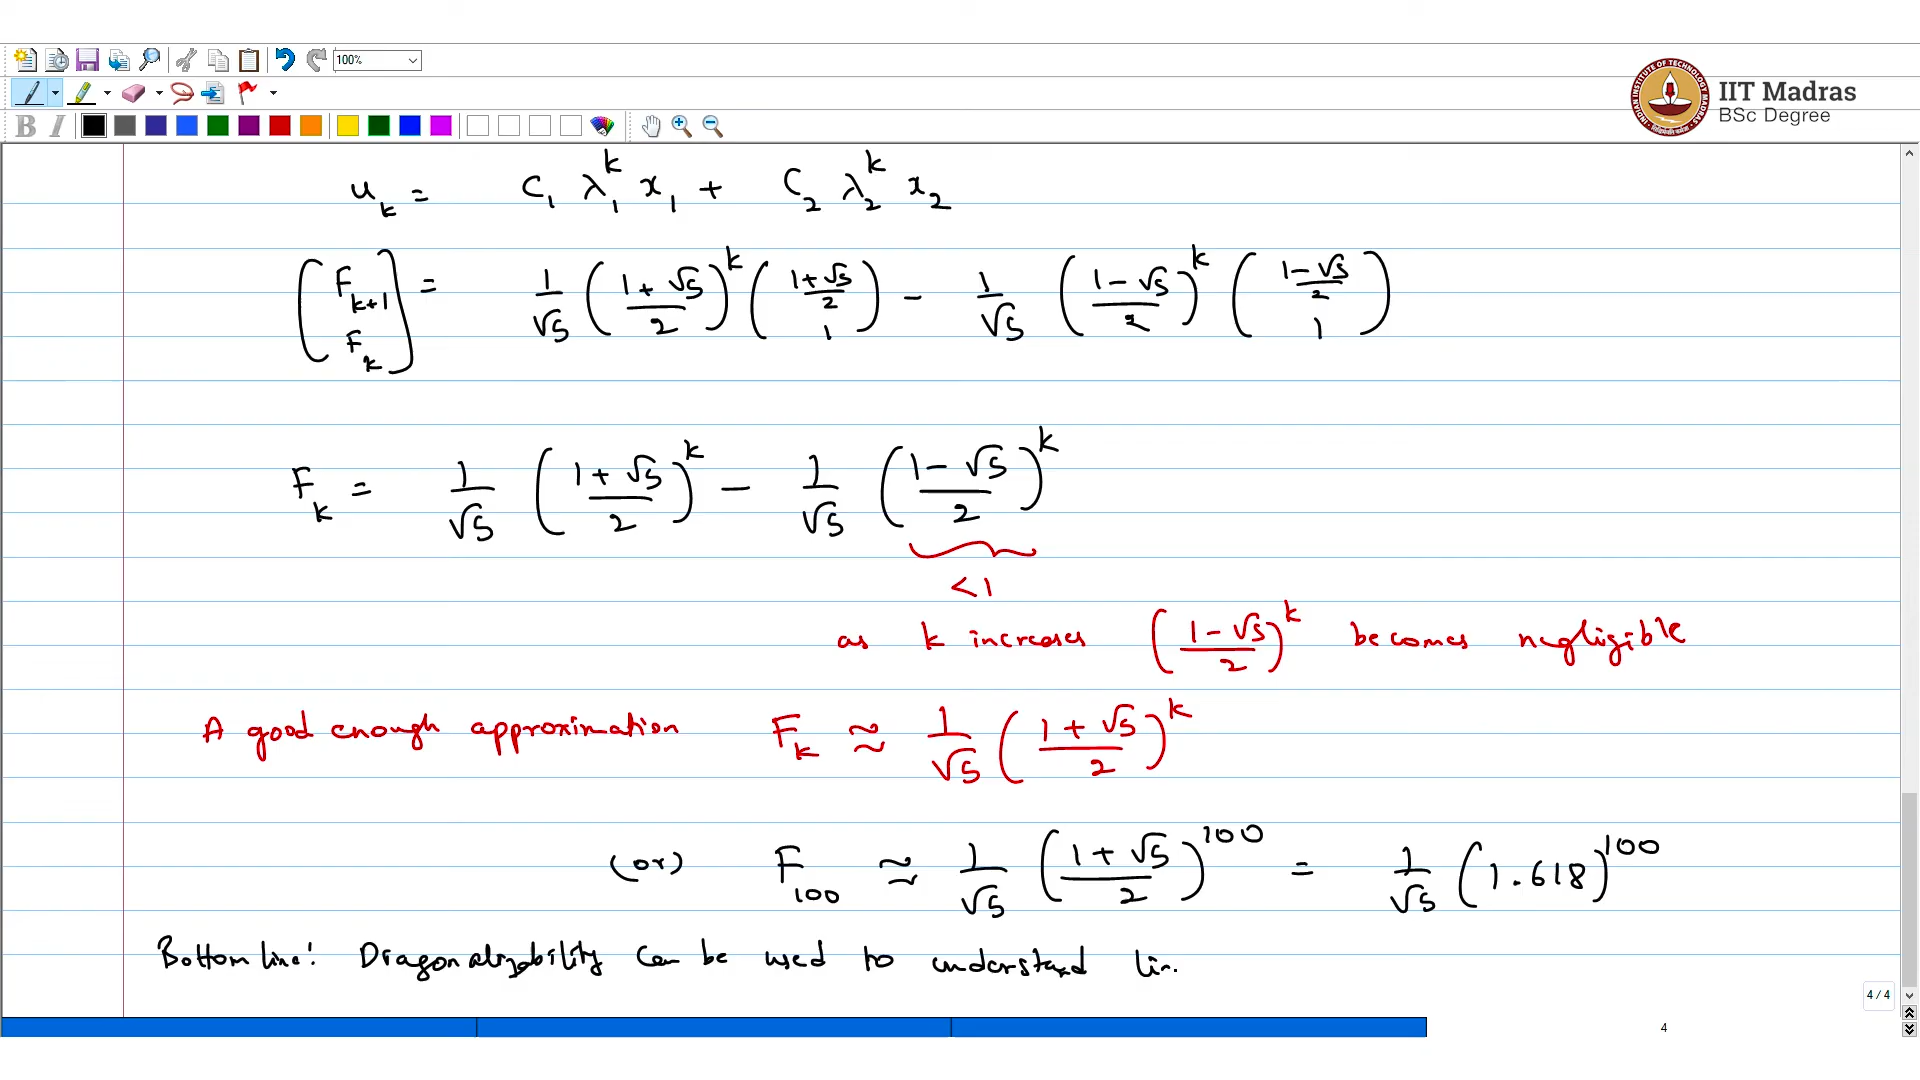 100%
B I
IIT Madras
BSc Degree
u_k = C_1 λ_1^k x_1 + C_2 λ_2^k x_2
(F_{k+1} F_k) = 1/√5 ((1+√5)/2)^k ((1+√5)/2 1) − 1/√5 ((1−√5)/2)^k ((1−√5)/2 1)
F_k = 1/√5 ((1+√5)/2)^k − 1/√5 ((1−√5)/2)^k
<1
as k increases ((1−√5)/2)^k becomes negligible
A good enough approximation F_k ≈ 1/√5 ((1+√5)/2)^k
(or) F_100 ≈ 1/√5 ((1+√5)/2)^100 = 1/√5 (1.618)^100
Bottom line: Diagonalizability can be used to understand lin
4/4
4